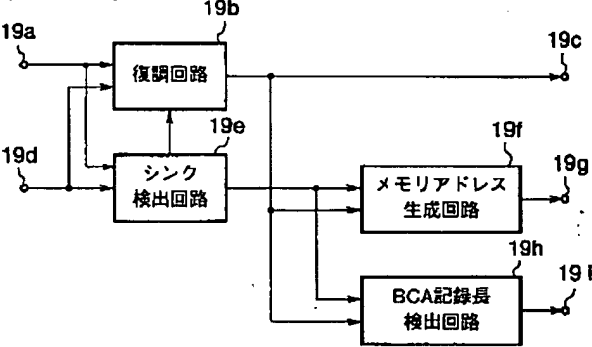 19a
19b
19c
復調回路
19d
19e
シンク
検出回路
19f
メモリアドレス
生成回路
19g
19h
BCA記録長
検出回路
19i